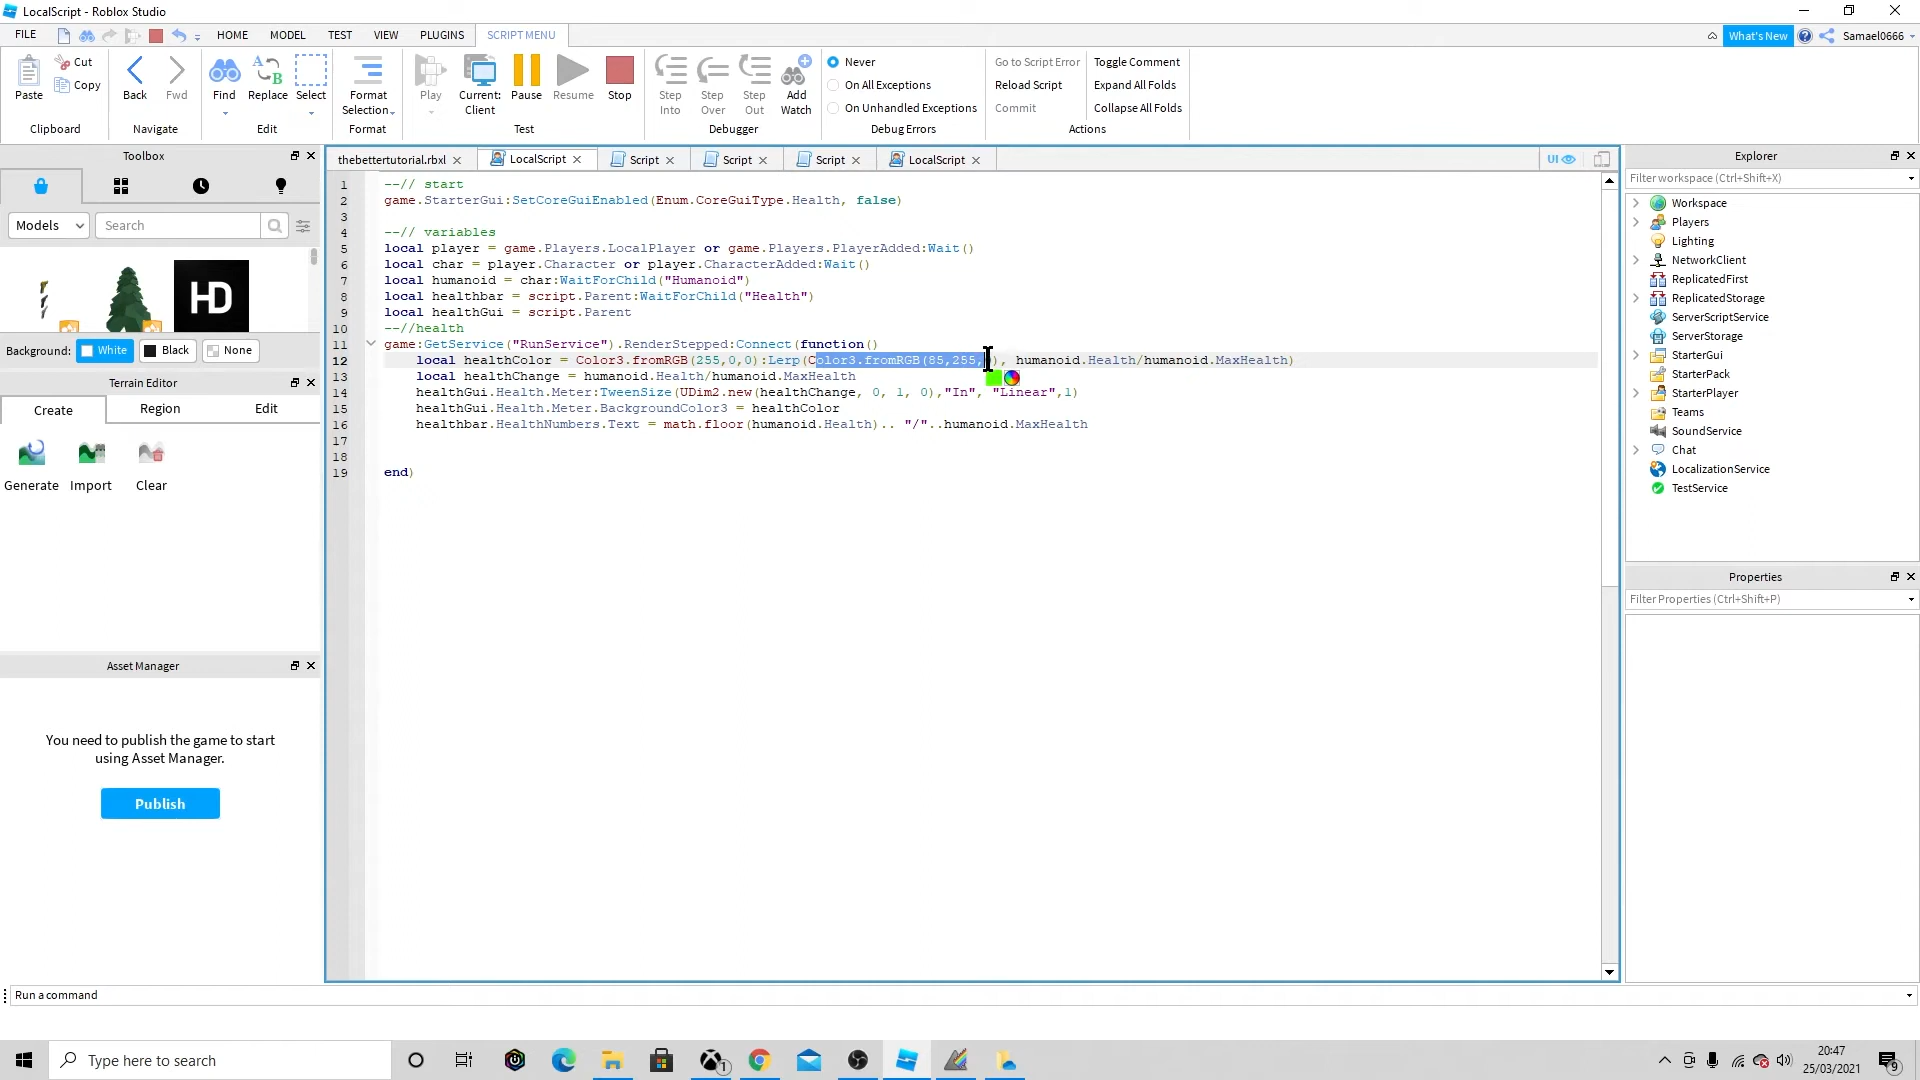 LocalScript - Roblox Studio
FILE HOME MODEL TEST VIEW PLUGINS SCRIPT MENU What's New Samael0666
Paste Cut Copy Clipboard
Back Fwd Navigate
Find Replace Select Edit
Format Selection Format
Play Current: Client Pause Resume Stop Test
Step Into Step Over Step Out Add Watch Debugger
Never
On All Exceptions
On Unhandled Exceptions
Debug Errors
Go to Script Error Toggle Comment
Reload Script Expand All Folds
Commit Collapse All Folds
Actions
Toolbox
Models Search
HD
Background: White Black None
Terrain Editor
Create Region Edit
Generate Import Clear
Asset Manager
You need to publish the game to start
using Asset Manager.
Publish
thebettertutorial.rbxl LocalScript Script Script Script LocalScript UI
1 --// start
2 game.StarterGui:SetCoreGuiEnabled(Enum.CoreGuiType.Health, false)
3
4 --// variables
5 local player = game.Players.LocalPlayer or game.Players.PlayerAdded:Wait()
6 local char = player.Character or player.CharacterAdded:Wait()
7 local humanoid = char:WaitForChild("Humanoid")
8 local healthbar = script.Parent:WaitForChild("Health")
9 local healthGui = script.Parent
10 --//health
11 game:GetService("RunService").RenderStepped:Connect(function()
12 local healthColor = Color3.fromRGB(255,0,0):Lerp(Color3.fromRGB(85,255, ), humanoid.Health/humanoid.MaxHealth)
13 local healthChange = humanoid.Health/humanoid.MaxHealth
14 healthGui.Health.Meter:TweenSize(UDim2.new(healthChange, 0, 1, 0),"In", "Linear",1)
15 healthGui.Health.Meter.BackgroundColor3 = healthColor
16 healthbar.HealthNumbers.Text = math.floor(humanoid.Health).. "/"..humanoid.MaxHealth
17
18
19 end)
Explorer
Filter workspace (Ctrl+Shift+X)
Workspace
Players
Lighting
NetworkClient
ReplicatedFirst
ReplicatedStorage
ServerScriptService
ServerStorage
StarterGui
StarterPack
StarterPlayer
Teams
SoundService
Chat
LocalizationService
TestService
Properties
Filter Properties (Ctrl+Shift+P)
Run a command
Type here to search
1
20:47
25/03/2021
9